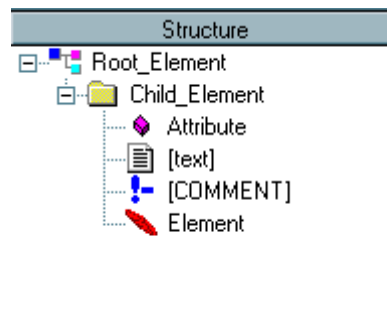 Structure
Root_Element
Child_Element
Attribute
[text]
[COMMENT]
Element